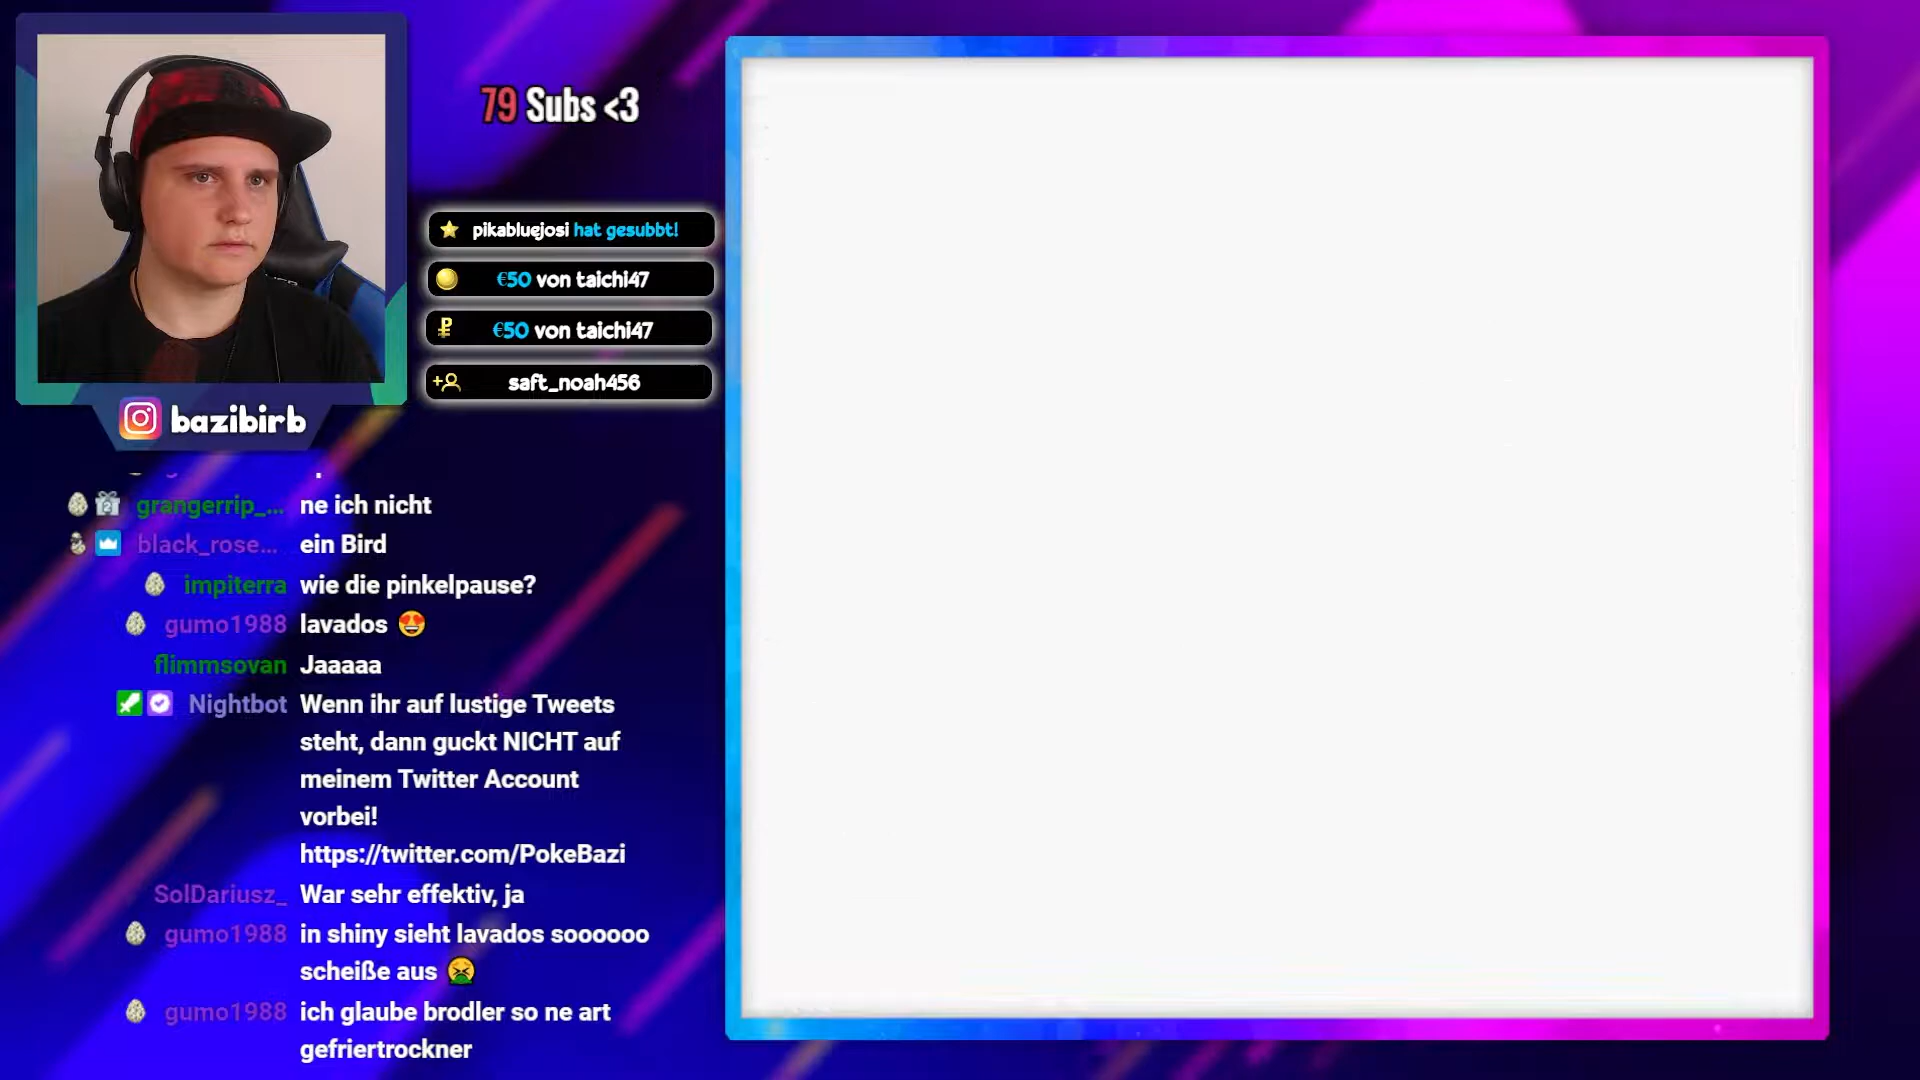 79 Subs <3
pikabluejosi hat gesubbt!
€50 von taichi47
€50 von taichi47
saft_noah456
bazibirb
grangerrip_... ne ich nicht
black_rose... ein Bird
impiterra wie die pinkelpause?
gumo1988 lavados 😍
flimmsovan Jaaaaa
Nightbot Wenn ihr auf lustige Tweets
steht, dann guckt NICHT auf
meinem Twitter Account
vorbei!
https://twitter.com/PokeBazi
SolDariusz_ War sehr effektiv, ja
gumo1988 in shiny sieht lavados soooooo
scheiße aus 🤮
gumo1988 ich glaube brodler so ne art
gefriertrockner